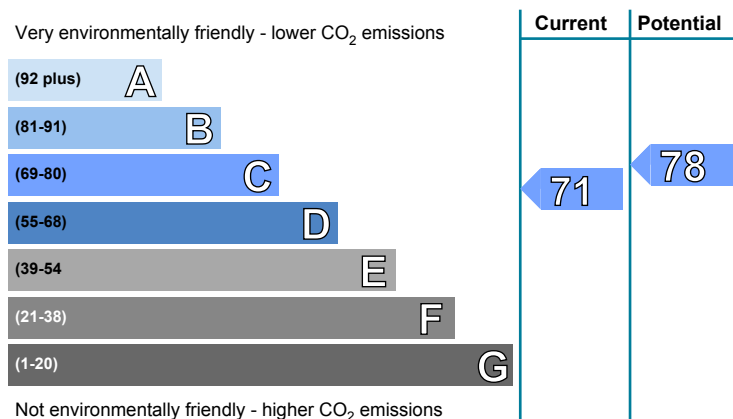 Very environmentally friendly - lower CO2 emissions
Current
Potential
(92 plus) A
(81-91) B
(69-80) C
(55-68) D
(39-54 E
(21-38) F
(1-20) G
71
78
Not environmentally friendly - higher CO2 emissions